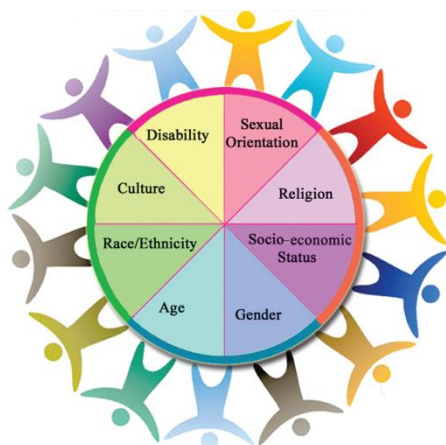 Disability
Sexual
Orientation
Culture
Religion
Race/Ethnicity
Socio-economic
Status
Age
Gender